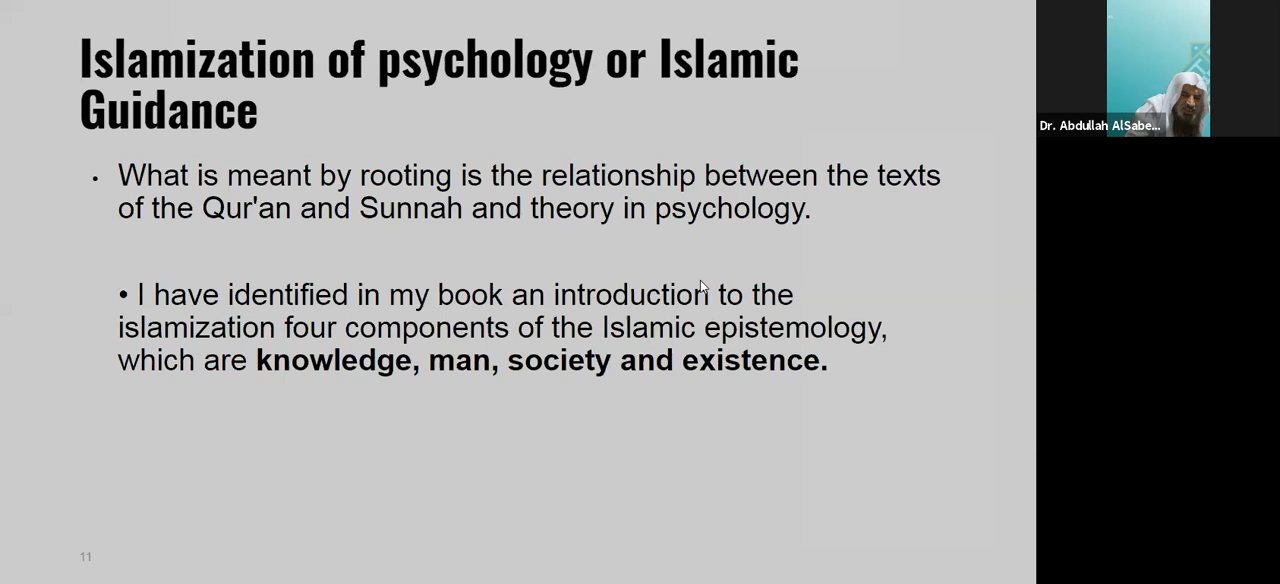 Islamization of psychology or Islamic
Guidance
• What is meant by rooting is the relationship between the texts
of the Qur'an and Sunnah and theory in psychology.
• I have identified in my book an introduction to the
islamization four components of the Islamic epistemology,
which are knowledge, man, society and existence.
11
Dr. Abdullah AlSabe...